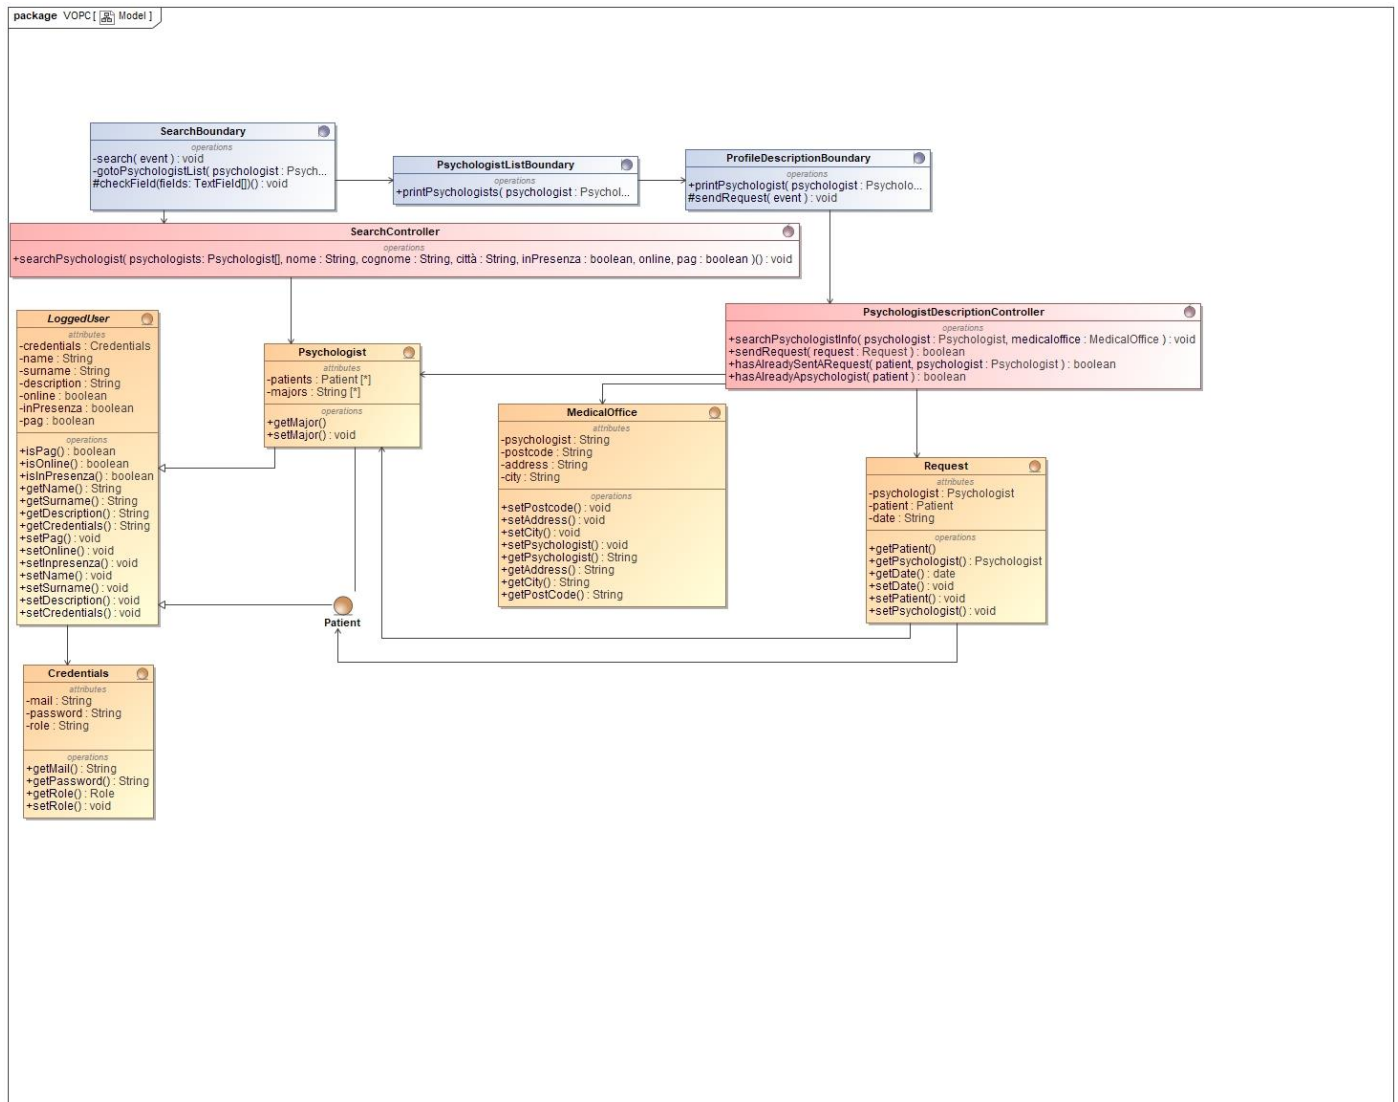 package VOPC [ Model ]
SearchBoundary
operations
-search( event ) : void
-gotoPsychologistList( psychologist : Psych...
#checkField(fields: TextField[])() : void
PsychologistListBoundary
operations
+printPsychologists( psychologist : Psychol...
ProfileDescriptionBoundary
operations
+printPsychologist( psychologist : Psycholo...
#sendRequest( event ) : void
SearchController
operations
+searchPsychologist( psychologists: Psychologist[], nome : String, cognome : String, città : String, inPresenza : boolean, online, pag : boolean )() : void
LoggedUser
attributes
-credentials : Credentials
-name : String
-surname : String
-description : String
-online : boolean
-inPresenza : boolean
-pag : boolean
operations
+isPag() : boolean
+isOnline() : boolean
+isInPresenza() : boolean
+getName() : String
+getSurname() : String
+getDescription() : String
+getCredentials() : String
+setPag() : void
+setOnline() : void
+setInpresenza() : void
+setName() : void
+setSurname() : void
+setDescription() : void
+setCredentials() : void
Psychologist
attributes
-patients : Patient [*]
-majors : String [*]
operations
+getMajor()
+setMajor() : void
PsychologistDescriptionController
operations
+searchPsychologistInfo( psychologist : Psychologist, medicaloffice : MedicalOffice ) : void
+sendRequest( request : Request ) : boolean
+hasAlreadySentARequest( patient, psychologist : Psychologist ) : boolean
+hasAlreadyApsychologist( patient ) : boolean
MedicalOffice
attributes
-psychologist : String
-postcode : String
-address : String
-city : String
operations
+setPostcode() : void
+setAddress() : void
+setCity() : void
+setPsychologist() : void
+getPsychologist() : String
+getAddress() : String
+getCity() : String
+getPostCode() : String
Request
attributes
-psychologist : Psychologist
-patient : Patient
-date : String
operations
+getPatient()
+getPsychologist() : Psychologist
+getDate() : date
+setDate() : void
+setPatient() : void
+setPsychologist() : void
Patient
Credentials
attributes
-mail : String
-password : String
-role : String
operations
+getMail() : String
+getPassword() : String
+getRole() : Role
+setRole() : void